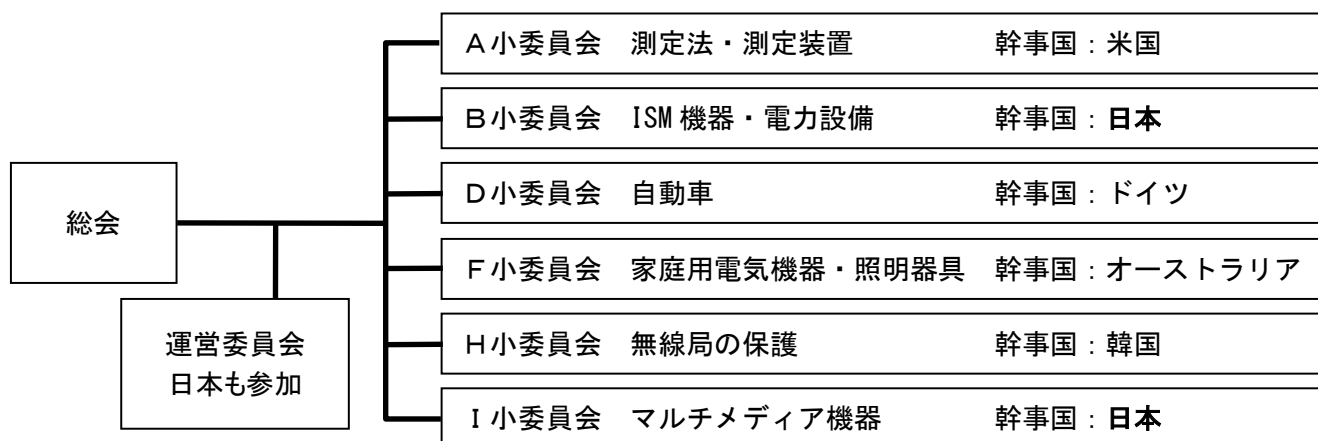 A小委員会 測定法・測定装置 幹事国：米国
B小委員会 ISM機器・電力設備 幹事国：日本
D小委員会 自動車 幹事国：ドイツ
総会
F小委員会 家庭用電気機器・照明器具 幹事国：オーストラリア
運営委員会
日本も参加
H小委員会 無線局の保護 幹事国：韓国
I小委員会 マルチメディア機器 幹事国：日本